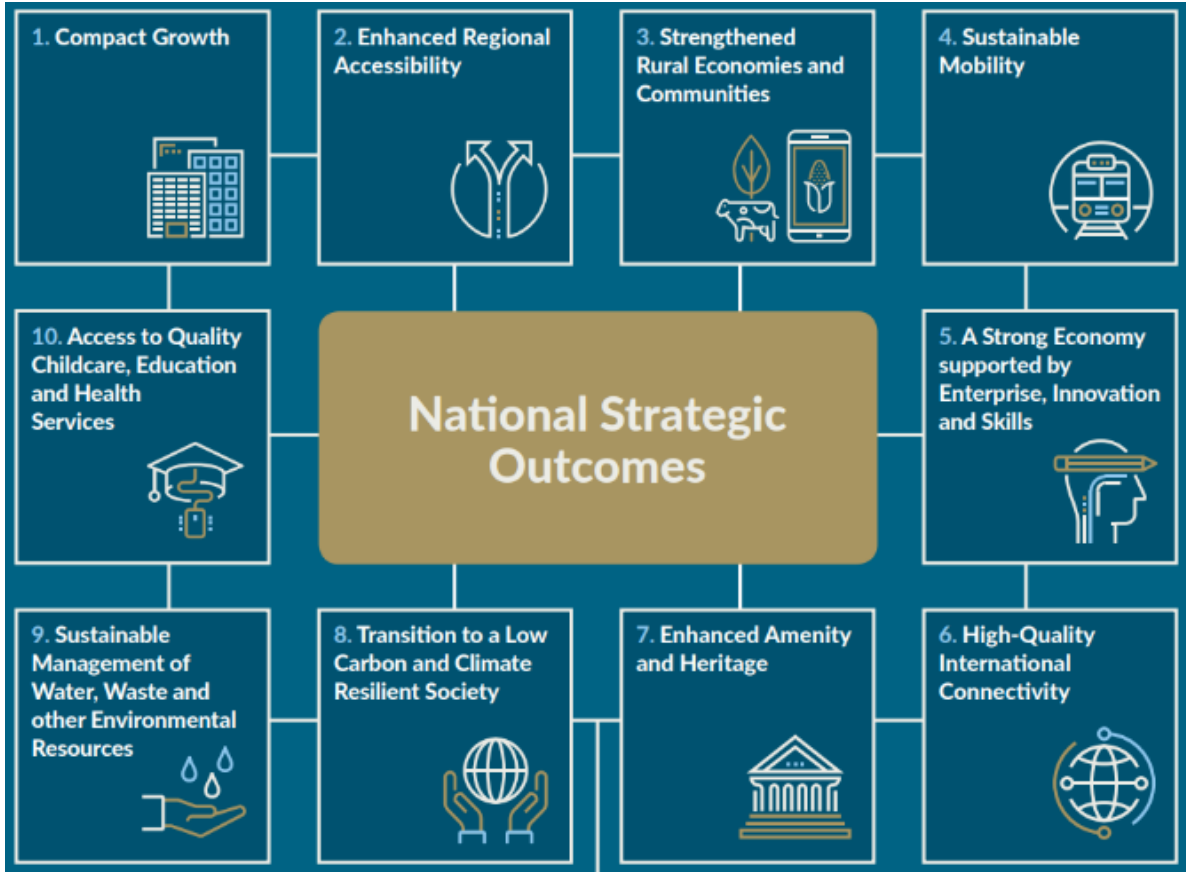 1. Compact Growth
2. Enhanced Regional
Accessibility
3. Strengthened
Rural Economies and
Communities
4. Sustainable
Mobility
10. Access to Quality
Childcare, Education
and Health
Services
National Strategic
Outcomes
5. A Strong Economy
supported by
Enterprise, Innovation
and Skills
9. Sustainable
Management of
Water, Waste and
other Environmental
Resources
8. Transition to a Low
Carbon and Climate
Resilient Society
7. Enhanced Amenity
and Heritage
6. High-Quality
International
Connectivity